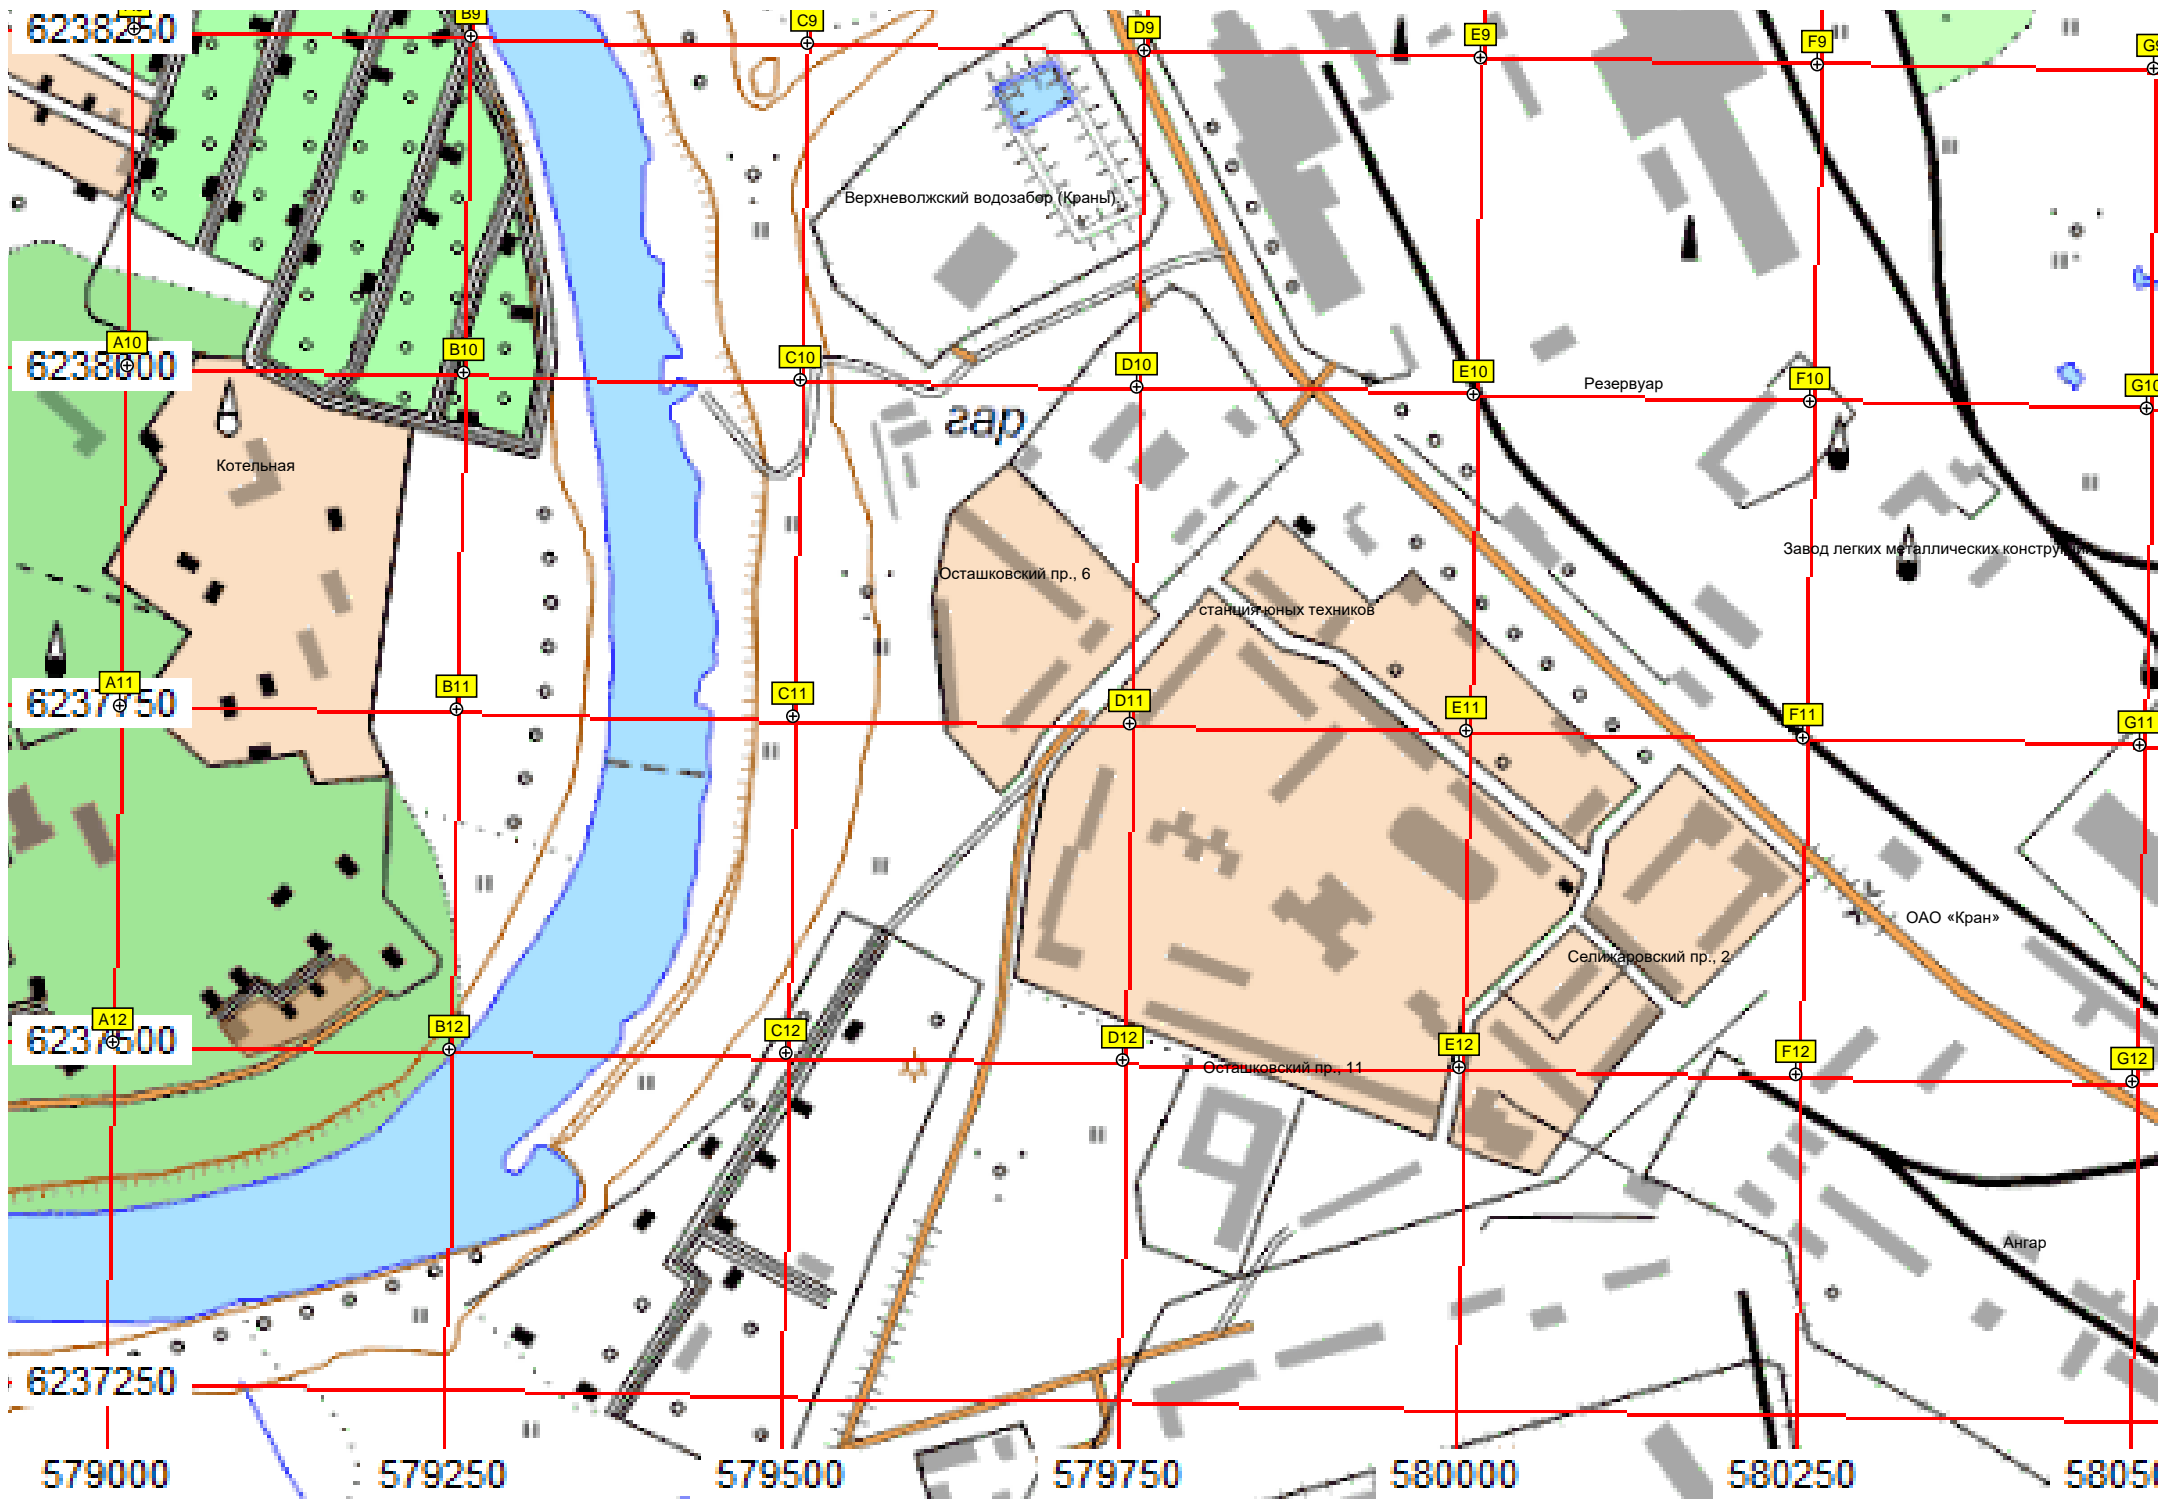 6238250
B9
C9
D9
E9
F9
Верхневолжский водозабор (Краны)
A10
B10
C10
D10
E10
F10
G10
6238000
Резервуар
гар
Котельная
Завод легких металлических конструкций
Осташковский пр., 6
станция юных техников
A11
B11
C11
D11
E11
F11
G11
6237750
ОАО «Кран»
Селижаровский пр., 2
A12
B12
C12
D12
E12
F12
G12
6237500
Осташковский пр., 11
Ангар
6237250
579000
579250
579500
579750
580000
580250
58050